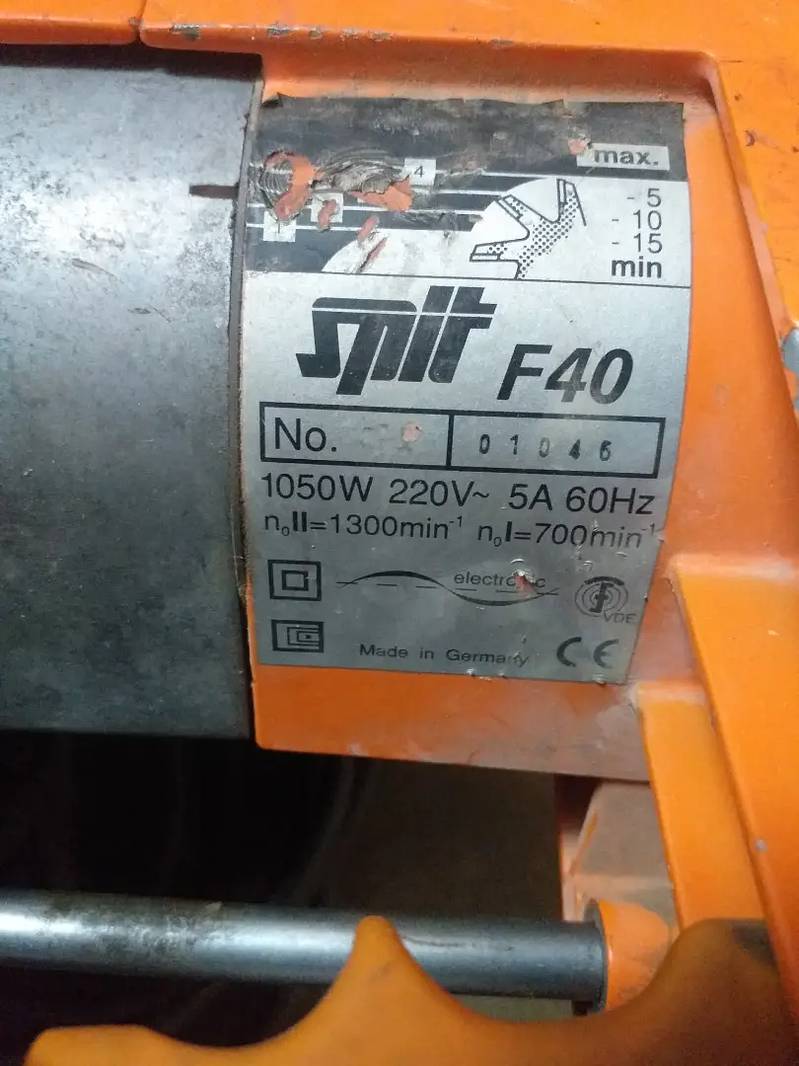 max.
4
- 5
- 10
- 15
min
spit F40
No. 01046
1050W 220V~ 5A 60Hz
n₀II=1300min⁻¹ n₀I=700min⁻¹
electronic
VDE
Made in Germany CE